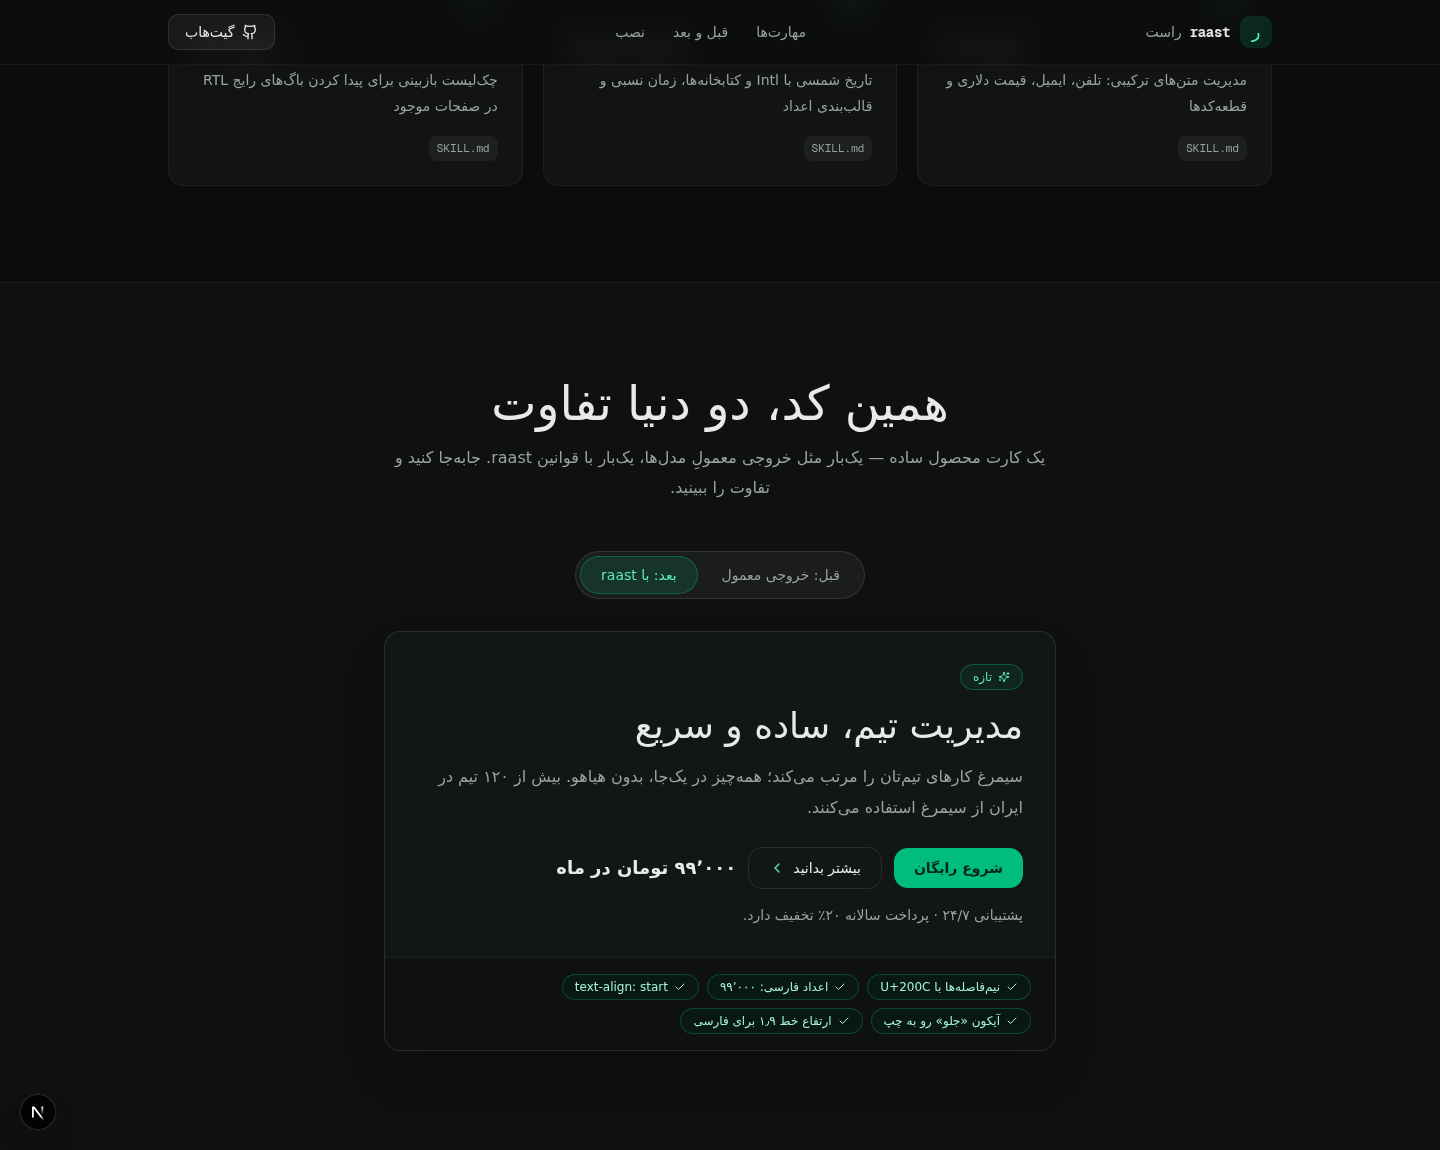 ر
raast راست
مهارت‌ها
قبل و بعد
نصب
گیت‌هاب
مدیریت متن‌های ترکیبی: تلفن، ایمیل، قیمت دلاری و
قطعه‌کدها
SKILL.md
تاریخ شمسی با Intl و کتابخانه‌ها، زمان نسبی و
قالب‌بندی اعداد
SKILL.md
چک‌لیست بازبینی برای پیدا کردن باگ‌های رایج RTL
در صفحات موجود
SKILL.md
همین کد، دو دنیا تفاوت
یک کارت محصول ساده — یک‌بار مثل خروجی معمولِ مدل‌ها، یک‌بار با قوانین raast. جابه‌جا کنید و
تفاوت را ببینید.
قبل: خروجی معمول
بعد: با raast
تازه
مدیریت تیم، ساده و سریع
سیمرغ کارهای تیم‌تان را مرتب می‌کند؛ همه‌چیز در یک‌جا، بدون هیاهو. بیش از ۱۲۰ تیم در
ایران از سیمرغ استفاده می‌کنند.
شروع رایگان
بیشتر بدانید
۹۹٬۰۰۰ تومان در ماه
پشتیبانی ۲۴/۷ · پرداخت سالانه ۲۰٪ تخفیف دارد.
نیم‌فاصله‌ها با U+200C
اعداد فارسی: ۹۹٬۰۰۰
text-align: start
آیکون «جلو» رو به چپ
ارتفاع خط ۱٫۹ برای فارسی
N